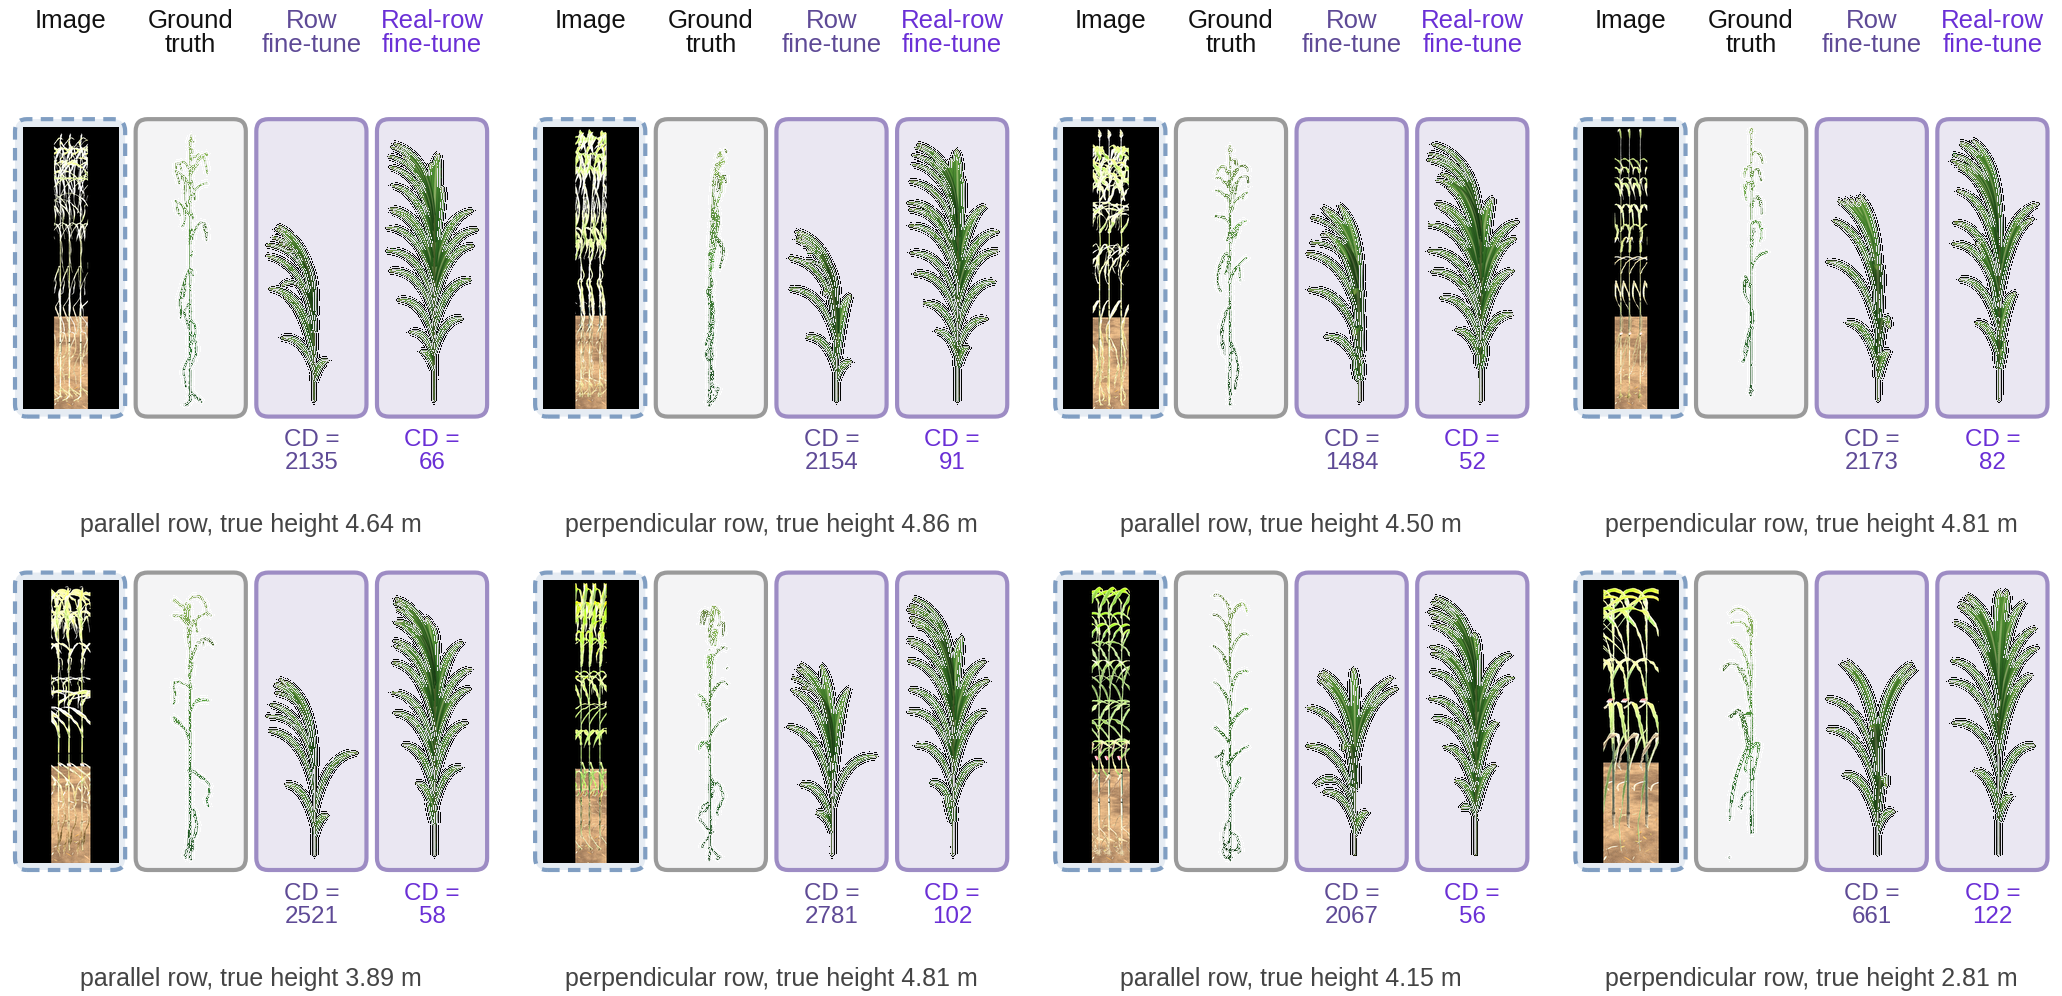 Image
Ground
truth
Row
fine-tune
Real-row
fine-tune
Image
Ground
truth
Row
fine-tune
Real-row
fine-tune
Image
Ground
truth
Row
fine-tune
Real-row
fine-tune
Image
Ground
truth
Row
fine-tune
Real-row
fine-tune
CD =
2135
CD =
66
CD =
2154
CD =
91
CD =
1484
CD =
52
CD =
2173
CD =
82
parallel row, true height 4.64 m
perpendicular row, true height 4.86 m
parallel row, true height 4.50 m
perpendicular row, true height 4.81 m
CD =
2521
CD =
58
CD =
2781
CD =
102
CD =
2067
CD =
56
CD =
661
CD =
122
parallel row, true height 3.89 m
perpendicular row, true height 4.81 m
parallel row, true height 4.15 m
perpendicular row, true height 2.81 m